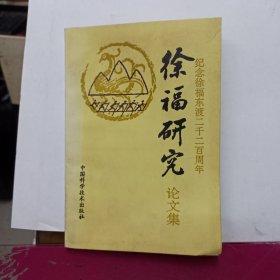 纪念徐福东渡二千二百周年
徐福研究
论文集
中国科学技术出版社